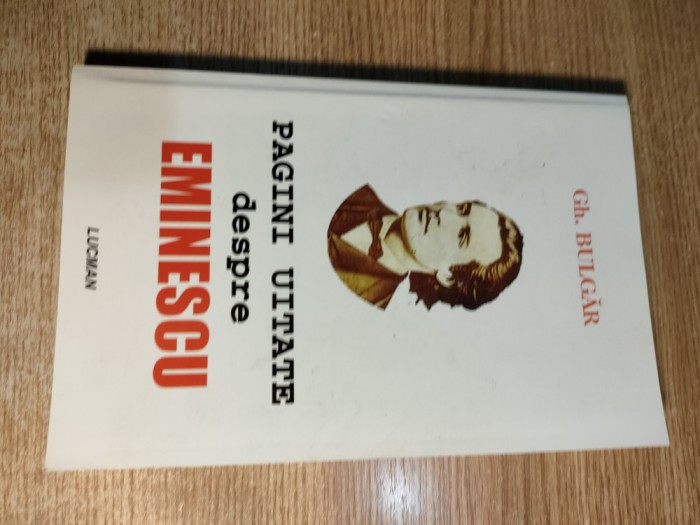 Gh. BULGĂR
PAGINI UITATE
despre
EMINESCU
LUCMAN